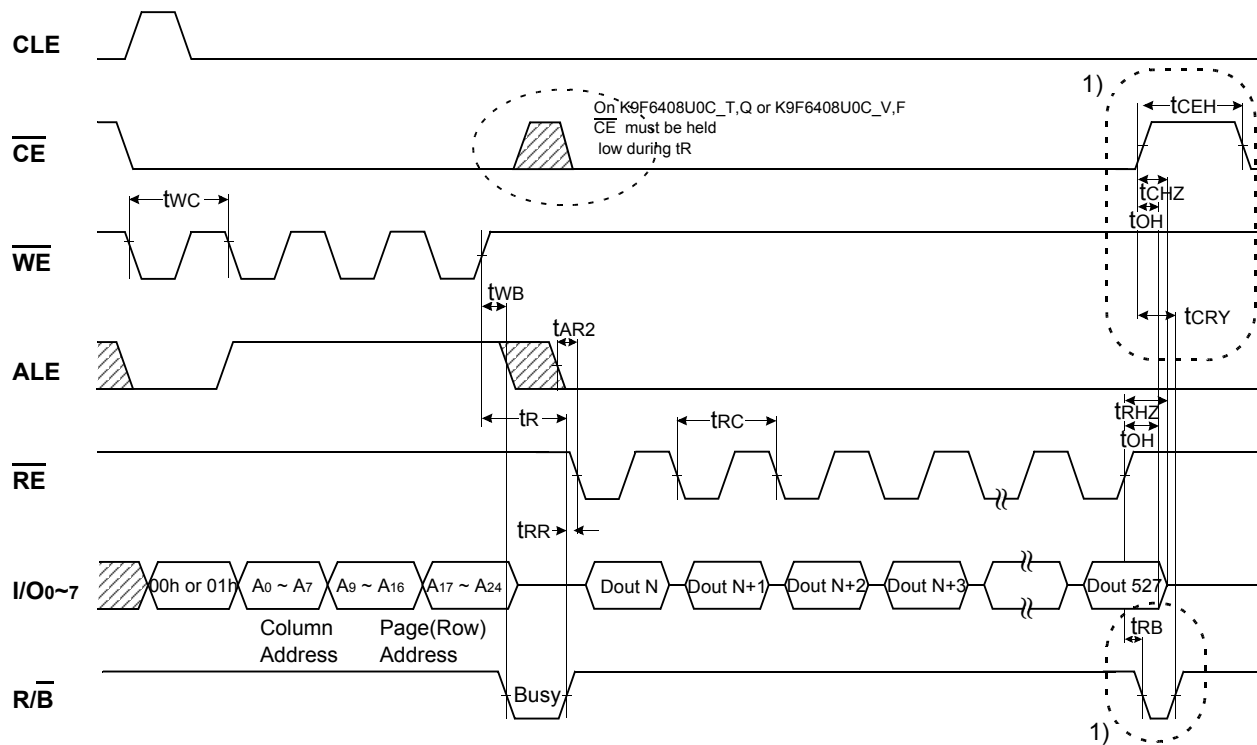 CLE
1)
tCEH
On K9F6408U0C_T,Q or K9F6408U0C_V,F
CE must be held
low during tR
CE
tWC
tCHZ
tOH
WE
tWB
tAR2
tCRY
ALE
tR
tRC
tRHZ
tOH
RE
tRR
I/O0~7
00h or 01h
A0 ~ A7
A9 ~ A16
A17 ~ A24
Dout N
Dout N+1
Dout N+2
Dout N+3
Dout 527
Column
Address
Page(Row)
Address
tRB
R/B
Busy
1)